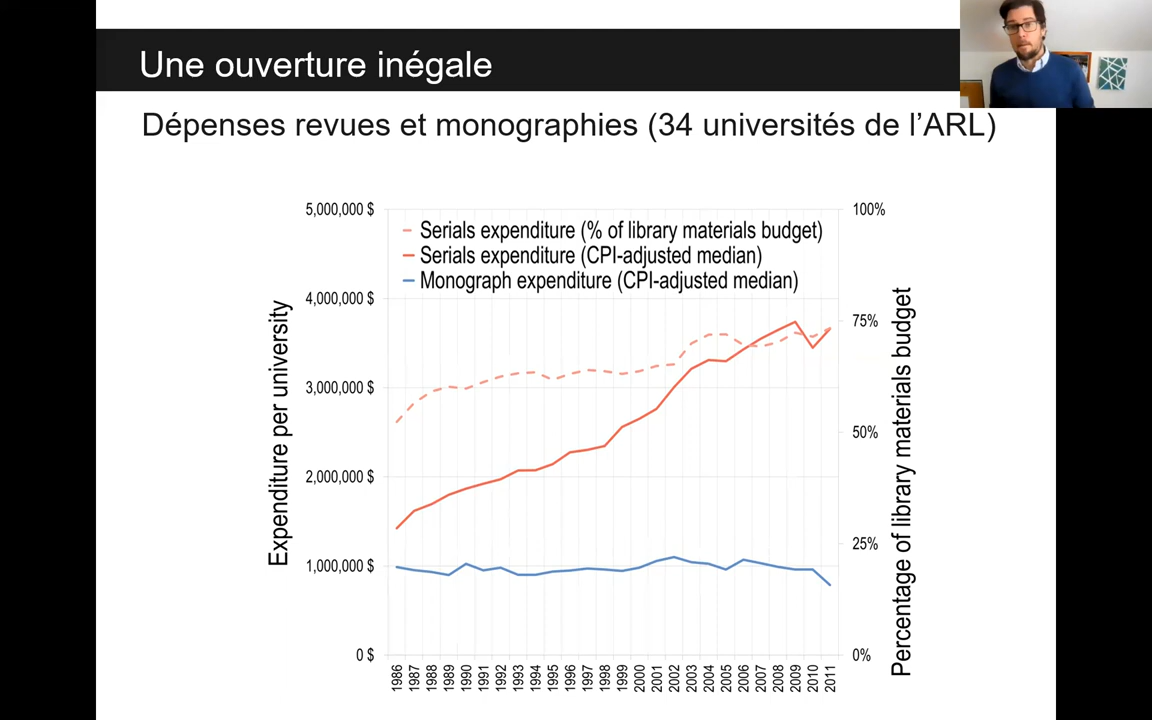 Une ouverture inégale
Dépenses revues et monographies (34 universités de l’ARL)
Serials expenditure (% of library materials budget)
Serials expenditure (CPI-adjusted median)
Monograph expenditure (CPI-adjusted median)
Expenditure per university
5,000,000 $
4,000,000 $
3,000,000 $
2,000,000 $
1,000,000 $
0 $
100%
75%
50%
25%
0%
Percentage of library materials budget
1986 1987 1988 1989 1990 1991 1992 1993 1994 1995 1996 1997 1998 1999 2000 2001 2002 2003 2004 2005 2006 2007 2008 2009 2010 2011